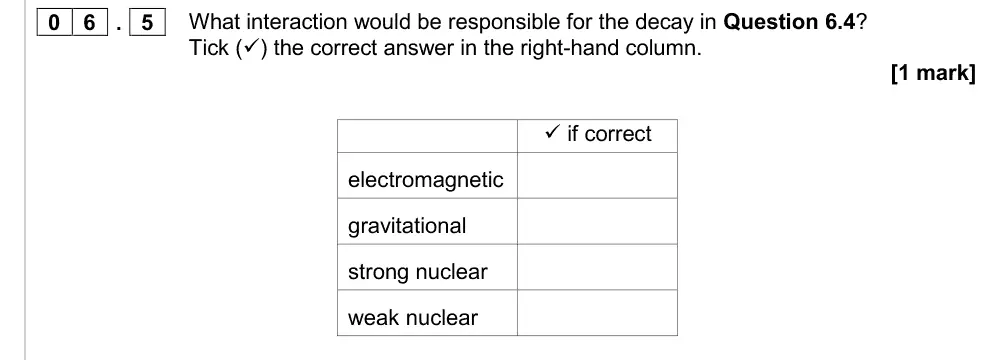 0 6 . 5 What interaction would be responsible for the decay in Question 6.4?
Tick (✓) the correct answer in the right-hand column.
[1 mark]
✓ if correct
electromagnetic
gravitational
strong nuclear
weak nuclear